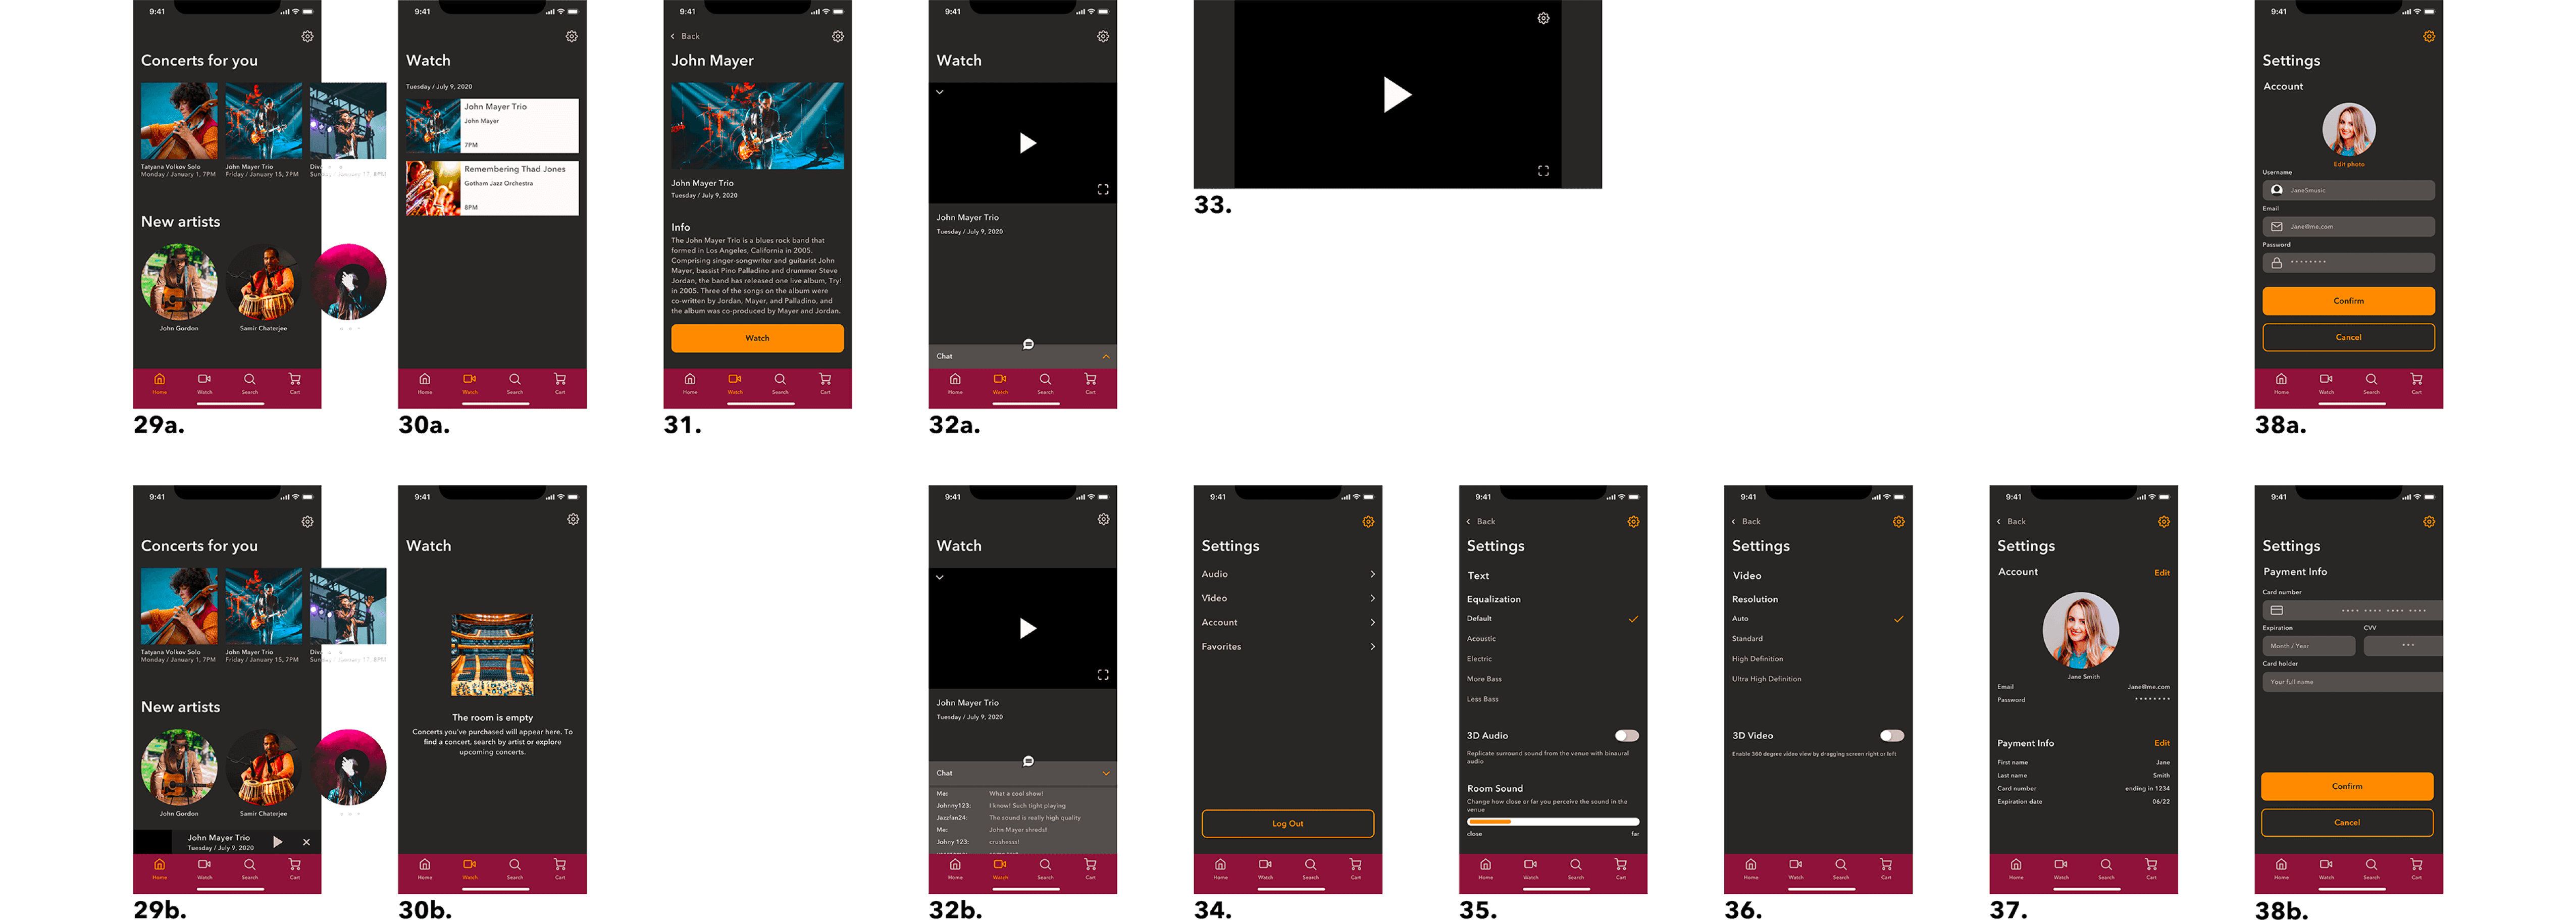 9:41
Concerts for you
Tatyana Volkov Solo
Monday / January 1, 7PM
John Mayer Trio
Friday / January 15, 7PM
New artists
John Gordon
Samir Chaterjee
Home
Watch
Search
Cart
29a.
9:41
Watch
Tuesday / July 9, 2020
John Mayer Trio
John Mayer
7PM
Remembering Thad Jones
Gotham Jazz Orchestra
8PM
Home
Watch
Search
Cart
30a.
9:41
Back
John Mayer
John Mayer Trio
Tuesday / July 9, 2020
Info
The John Mayer Trio is a blues rock band that
formed in Los Angeles, California in 2005.
Comprising singer-songwriter and guitarist John
Mayer, bassist Pino Palladino and drummer Steve
Jordan, the band has released one live album, Try!
in 2005. Three of the songs on the album were
co-written by Jordan, Mayer, and Palladino, and
the album was co-produced by Mayer and Jordan.
Watch
Home
Watch
Search
Cart
31.
9:41
Watch
John Mayer Trio
Tuesday / July 9, 2020
Chat
Home
Watch
Search
Cart
32a.
33.
9:41
Settings
Account
Edit photo
Username
Jane5music
Email
Jane@me.com
Password
********
Confirm
Cancel
Home
Watch
Search
Cart
38a.
9:41
Concerts for you
Tatyana Volkov Solo
Monday / January 1, 7PM
John Mayer Trio
Friday / January 15, 7PM
New artists
John Gordon
Samir Chaterjee
John Mayer Trio
Tuesday / July 9, 2020
Home
Watch
Search
Cart
29b.
9:41
Watch
The room is empty
Concerts you've purchased will appear here. To
find a concert, search by artist or explore
upcoming concerts.
Home
Watch
Search
Cart
30b.
9:41
Watch
John Mayer Trio
Tuesday / July 9, 2020
Chat
Me: What a cool show!
Johnny123: I know! Such tight playing
Jazzfan24: The sound is really high quality
Me: John Mayer shreds!
Johny 123: crushesss!
Home
Watch
Search
Cart
32b.
9:41
Settings
Audio
Video
Account
Favorites
Log Out
Home
Watch
Search
Cart
34.
9:41
Back
Settings
Text
Equalization
Default
Acoustic
Electric
More Bass
Less Bass
3D Audio
Replicate surround sound from the venue with binaural
audio
Room Sound
Change how close or far you perceive the sound in the
venue
close far
Home
Watch
Search
Cart
35.
9:41
Back
Settings
Video
Resolution
Auto
Standard
High Definition
Ultra High Definition
3D Video
Enable 360 degree video view by dragging screen right or left
Home
Watch
Search
Cart
36.
9:41
Back
Settings
Account Edit
Jane Smith
Email Jane@me.com
Password ********
Payment Info Edit
First name Jane
Last name Smith
Card number ending in 1234
Expiration date 06/22
Home
Watch
Search
Cart
37.
9:41
Settings
Payment Info
Card number
**** **** **** ****
Expiration CVV
Month / Year ***
Card holder
Your full name
Confirm
Cancel
Home
Watch
Search
Cart
38b.